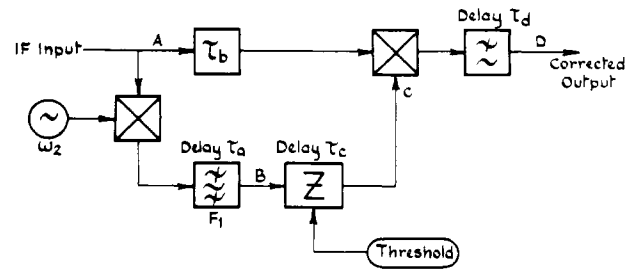 Delay τd
A
D
IF Input
τb
Corrected
Output
C
ω2
Delay τa
Delay τc
B
Z
F1
Threshold